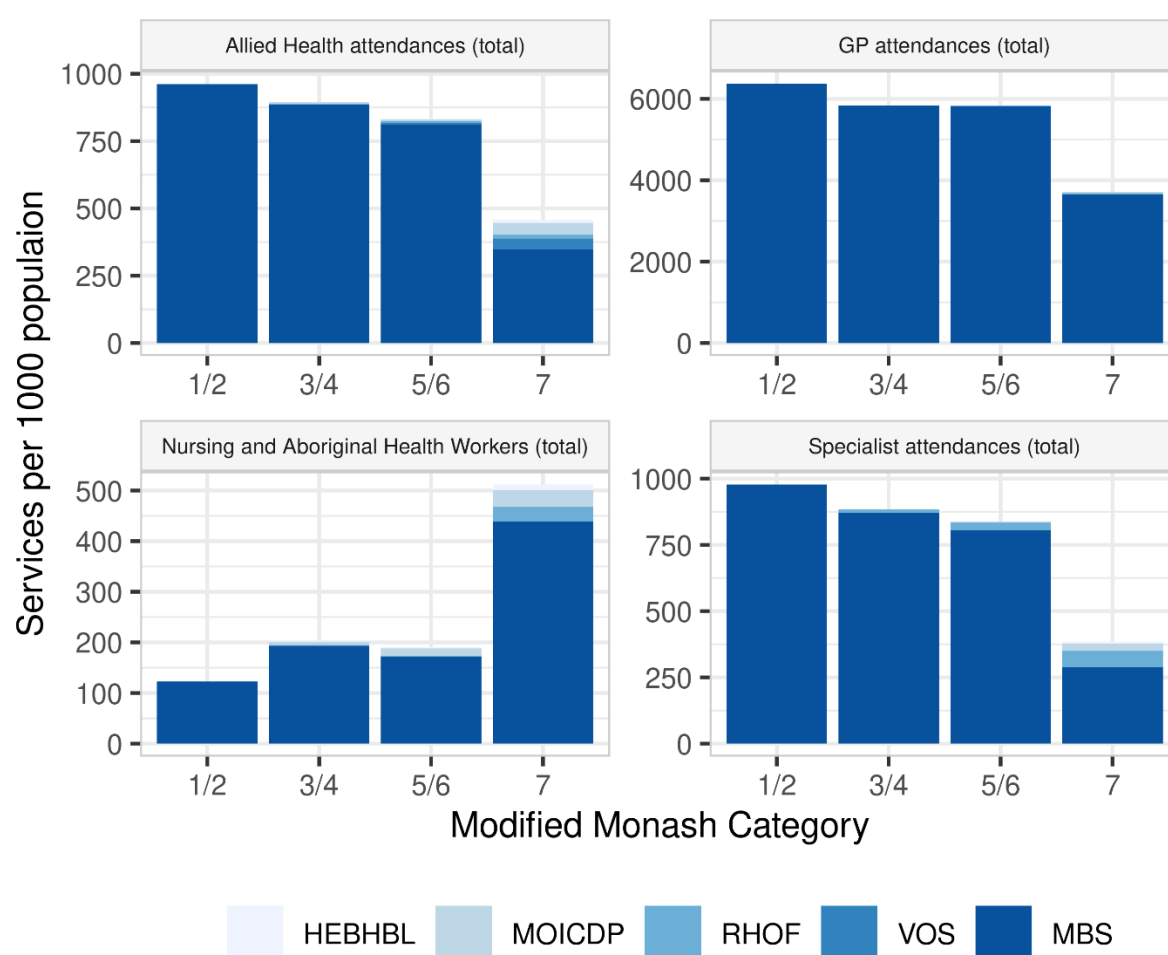 Allied Health attendances (total)
GP attendances (total)
1000
750
500
250
0
6000
4000
2000
0
1/2 3/4 5/6 7
1/2 3/4 5/6 7
Services per 1000 populaion
Nursing and Aboriginal Health Workers (total)
Specialist attendances (total)
500
400
300
200
100
0
1000
750
500
250
0
1/2 3/4 5/6 7
1/2 3/4 5/6 7
Modified Monash Category
HEBHBL MOICDP RHOF VOS MBS